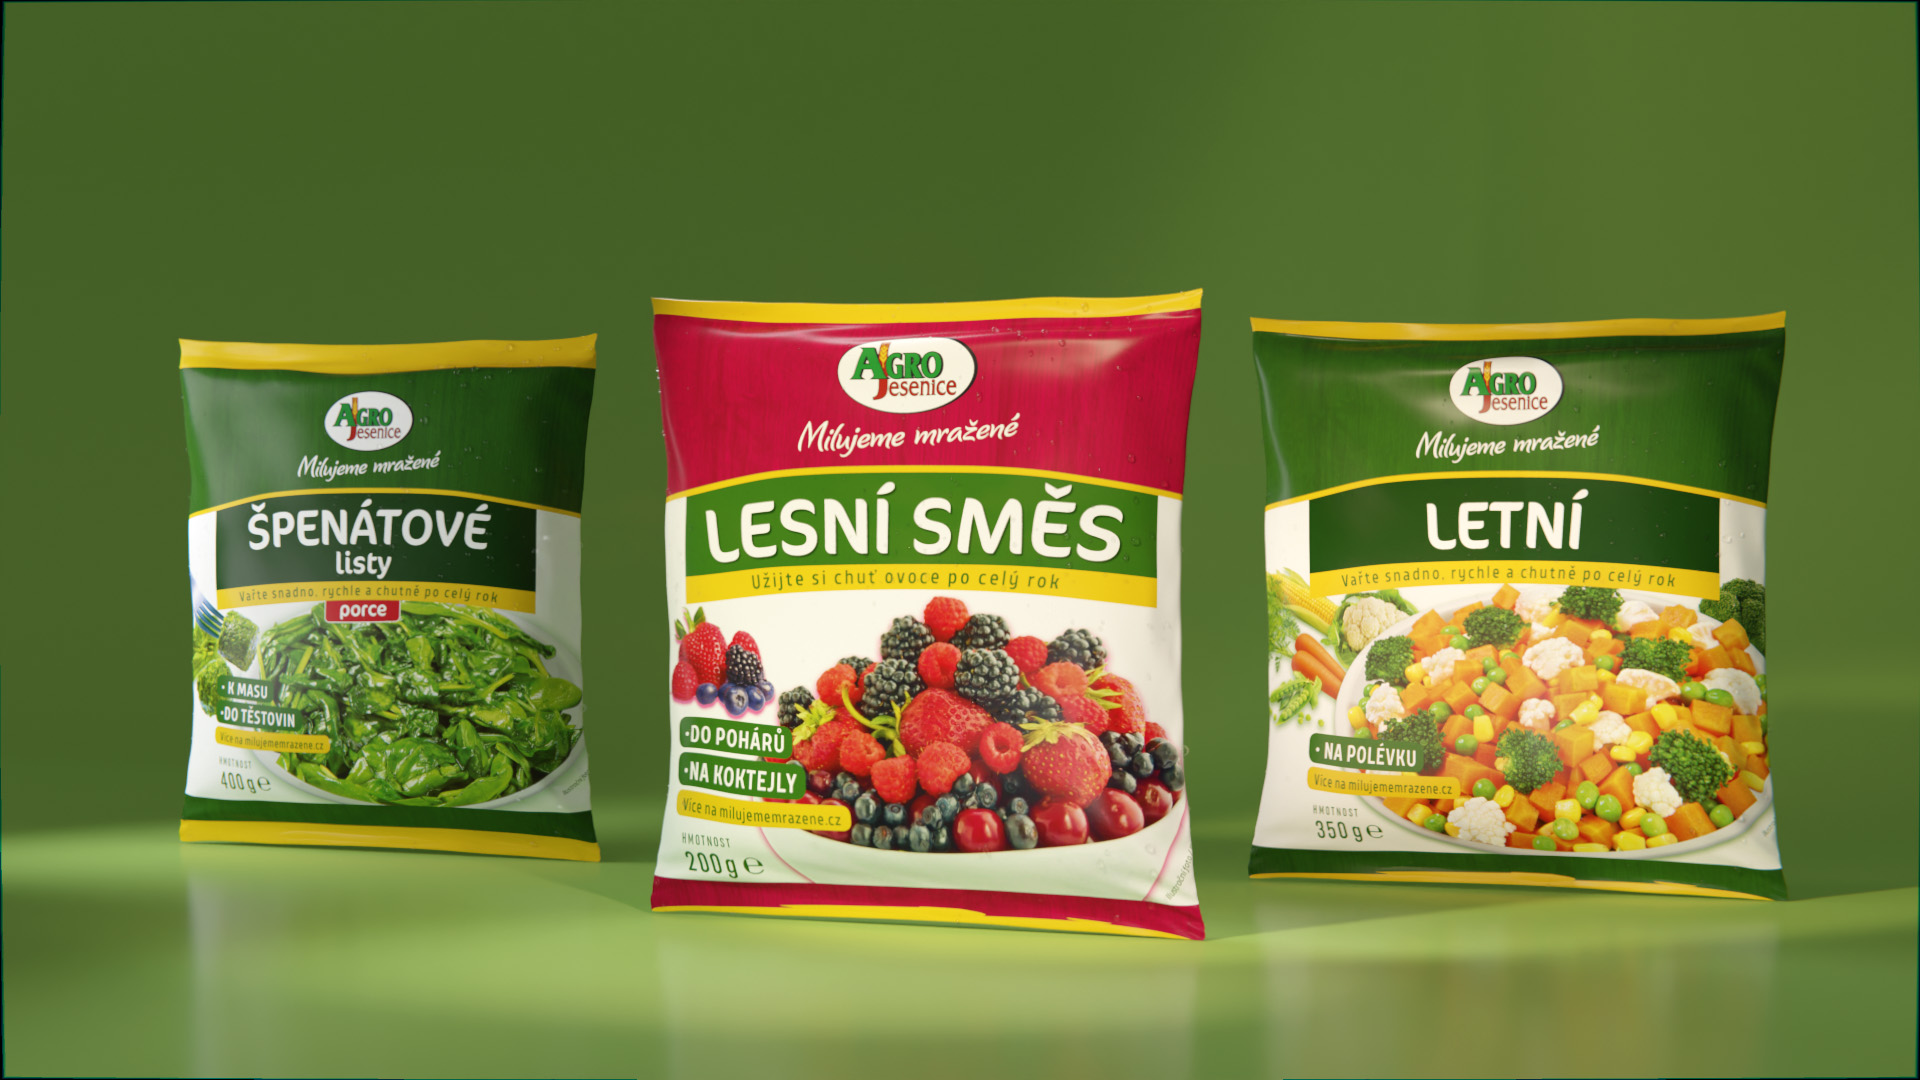 AGRO
Jesenice
Milujeme mražené
ŠPENÁTOVÉ
listy
Vařte snadno, rychle a chutně po celý rok
porce
• K MASU
• DO TĚSTOVIN
Více na milujememrazene.cz
HMOTNOST
400 g ℮
AGRO
Jesenice
Milujeme mražené
LESNÍ SMĚS
Užijte si chuť ovoce po celý rok
• DO POHÁRŮ
• NA KOKTEJLY
Více na milujememrazene.cz
HMOTNOST
200 g ℮
AGRO
Jesenice
Milujeme mražené
LETNÍ
Vařte snadno, rychle a chutně po celý rok
• NA POLÉVKU
Více na milujememrazene.cz
HMOTNOST
350 g ℮